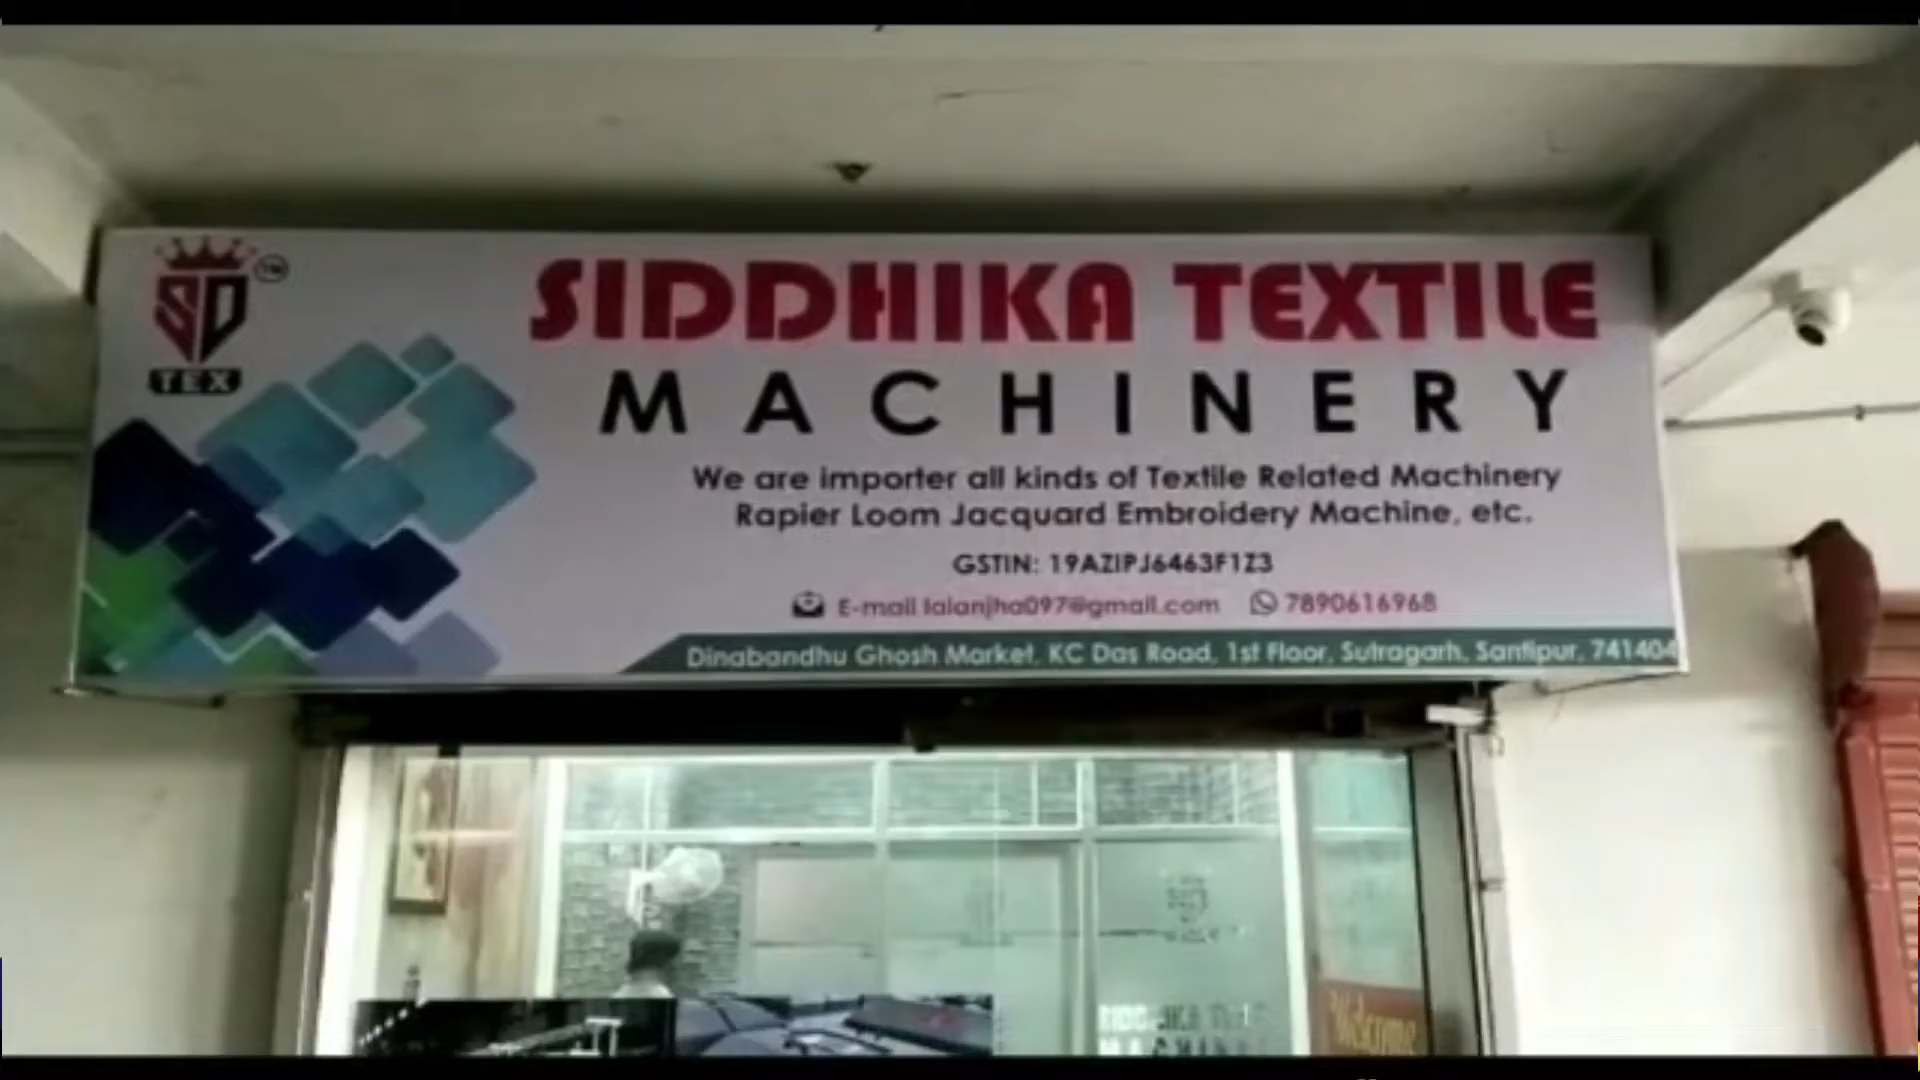 SD
TM
TEX
SIDDHIKA TEXTILE
MACHINERY
We are importer all kinds of Textile Related Machinery
Rapier Loom Jacquard Embroidery Machine, etc.
GSTIN: 19AZIPJ6463F1Z3
E-mail lalanjha097@gmail.com 7890616968
Dinabandhu Ghosh Market, KC Das Road, 1st Floor, Sutragarh, Santipur, 741404
Welcome